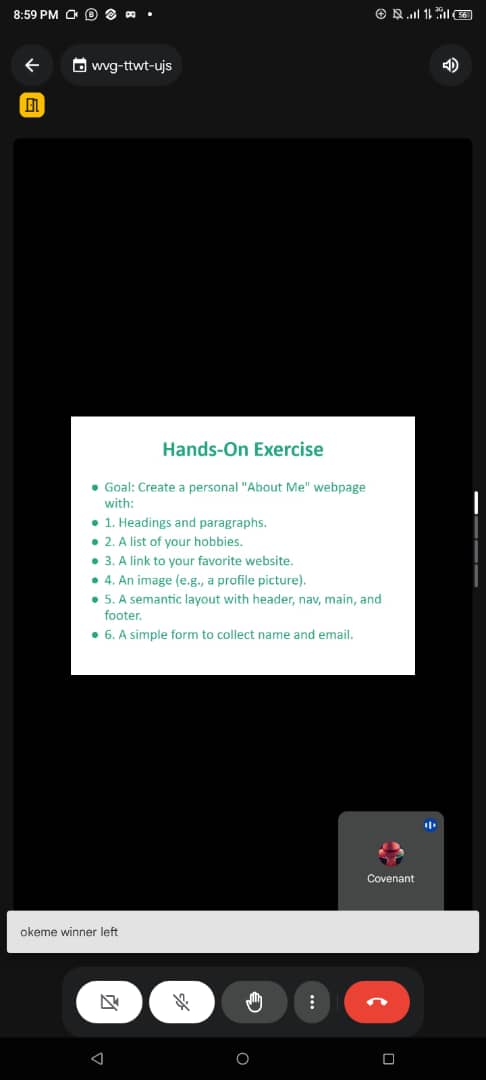 8:59 PM
3G
56
wvg-ttwt-ujs
Hands-On Exercise
• Goal: Create a personal "About Me" webpage
with:
• 1. Headings and paragraphs.
• 2. A list of your hobbies.
• 3. A link to your favorite website.
• 4. An image (e.g., a profile picture).
• 5. A semantic layout with header, nav, main, and
footer.
• 6. A simple form to collect name and email.
Covenant
okeme winner left